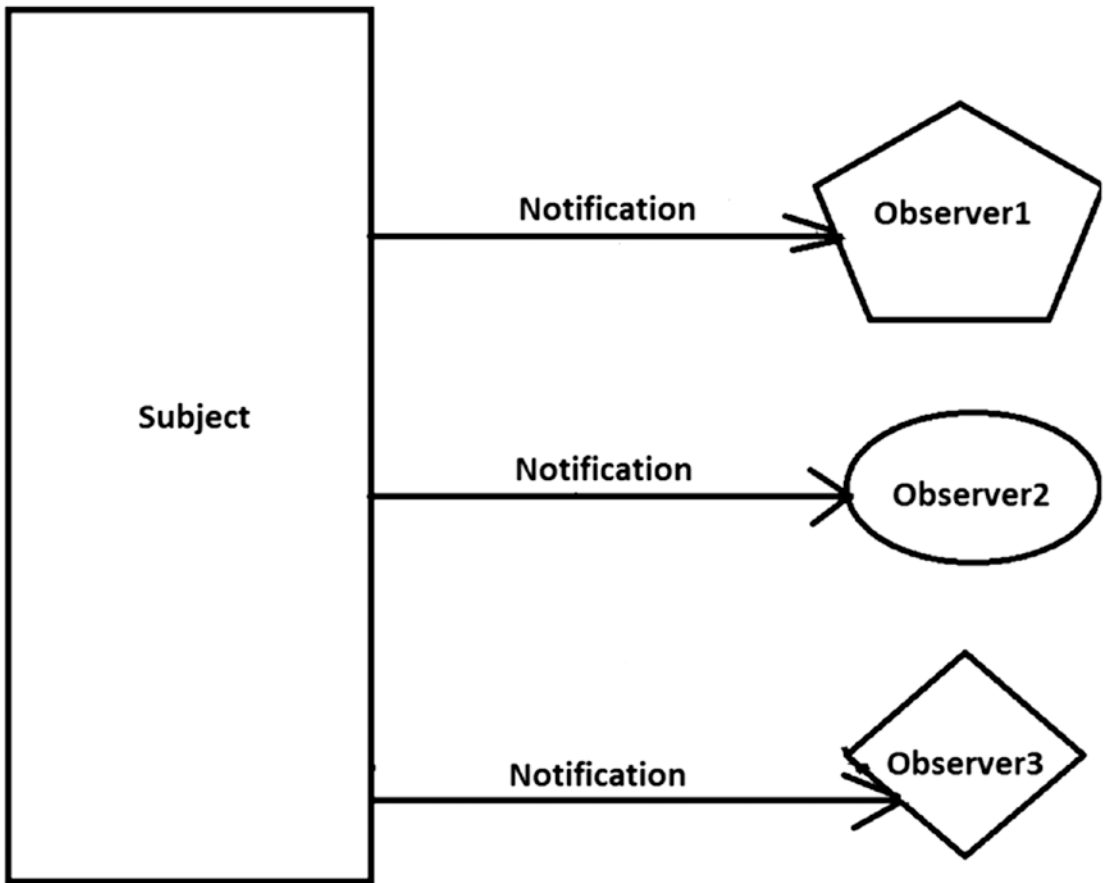 Notification
Observer1
Subject
Notification
Observer2
Notification
Observer3